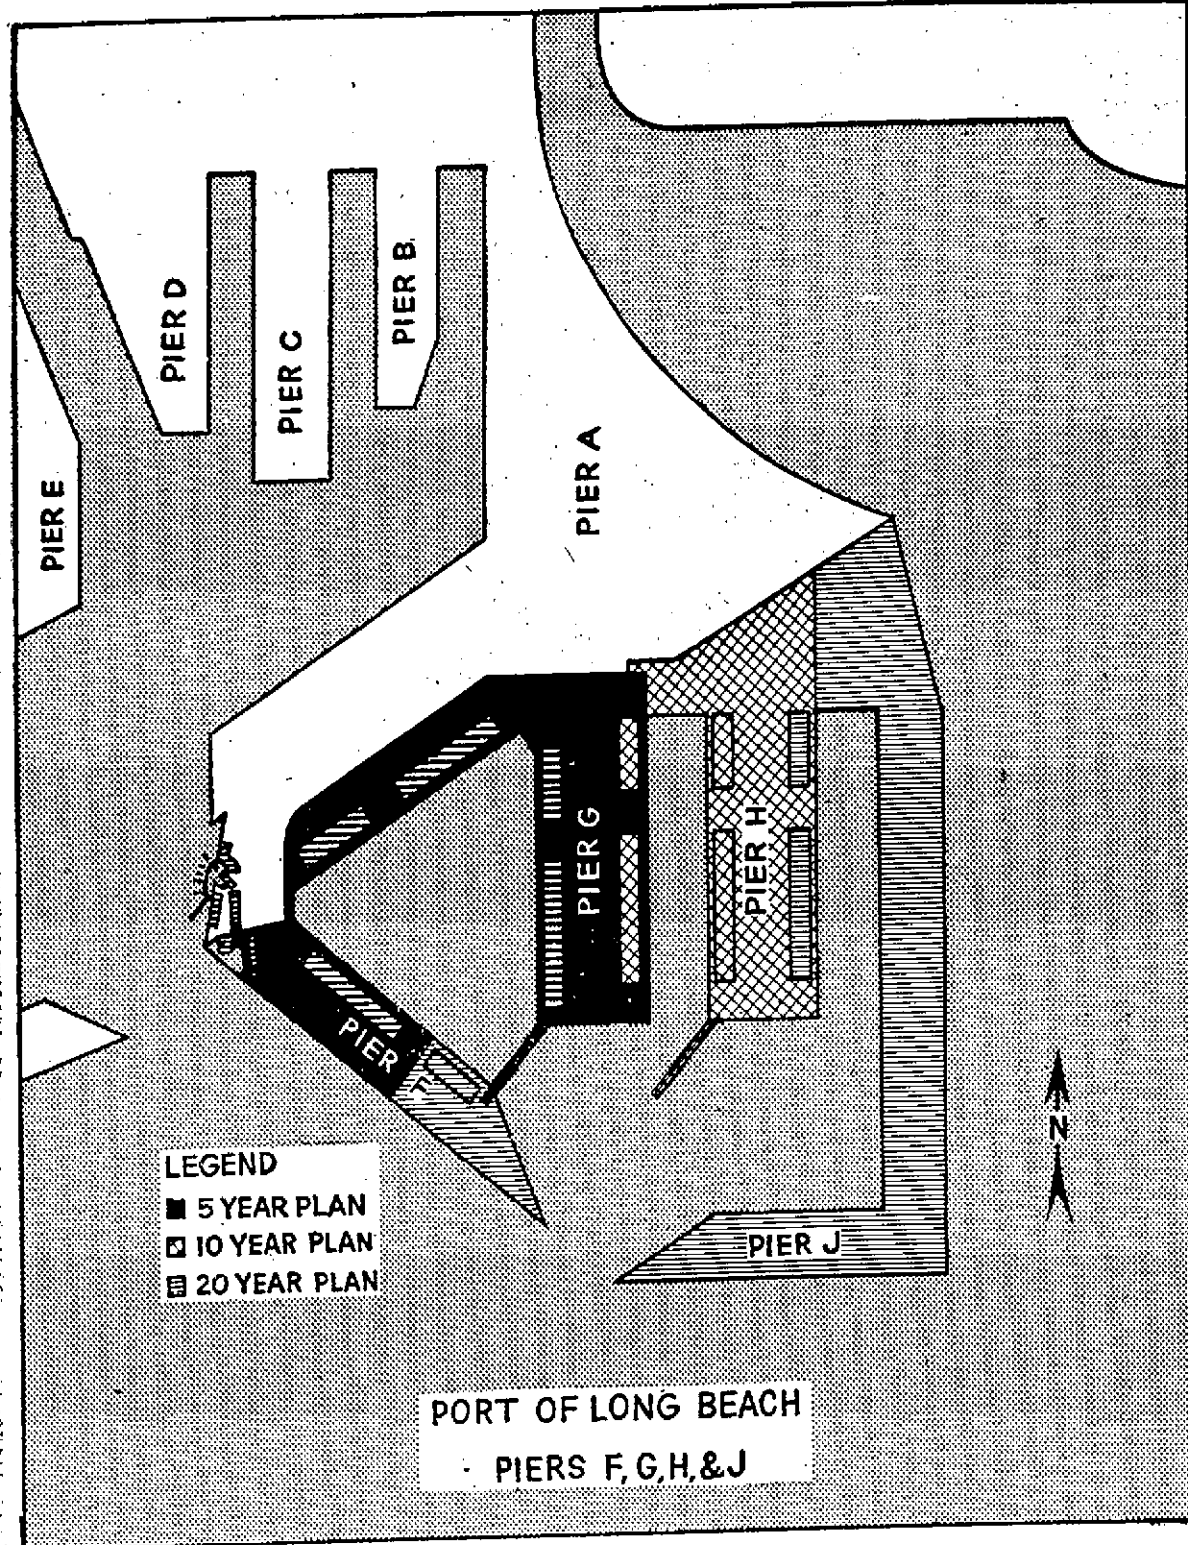 PIER D
PIER C
PIER B
PIER E
PIER A
PIER G
PIER H
PIER F
LEGEND
5 YEAR PLAN
10 YEAR PLAN
20 YEAR PLAN
N
PIER J
PORT OF LONG BEACH
PIERS F, G, H, & J